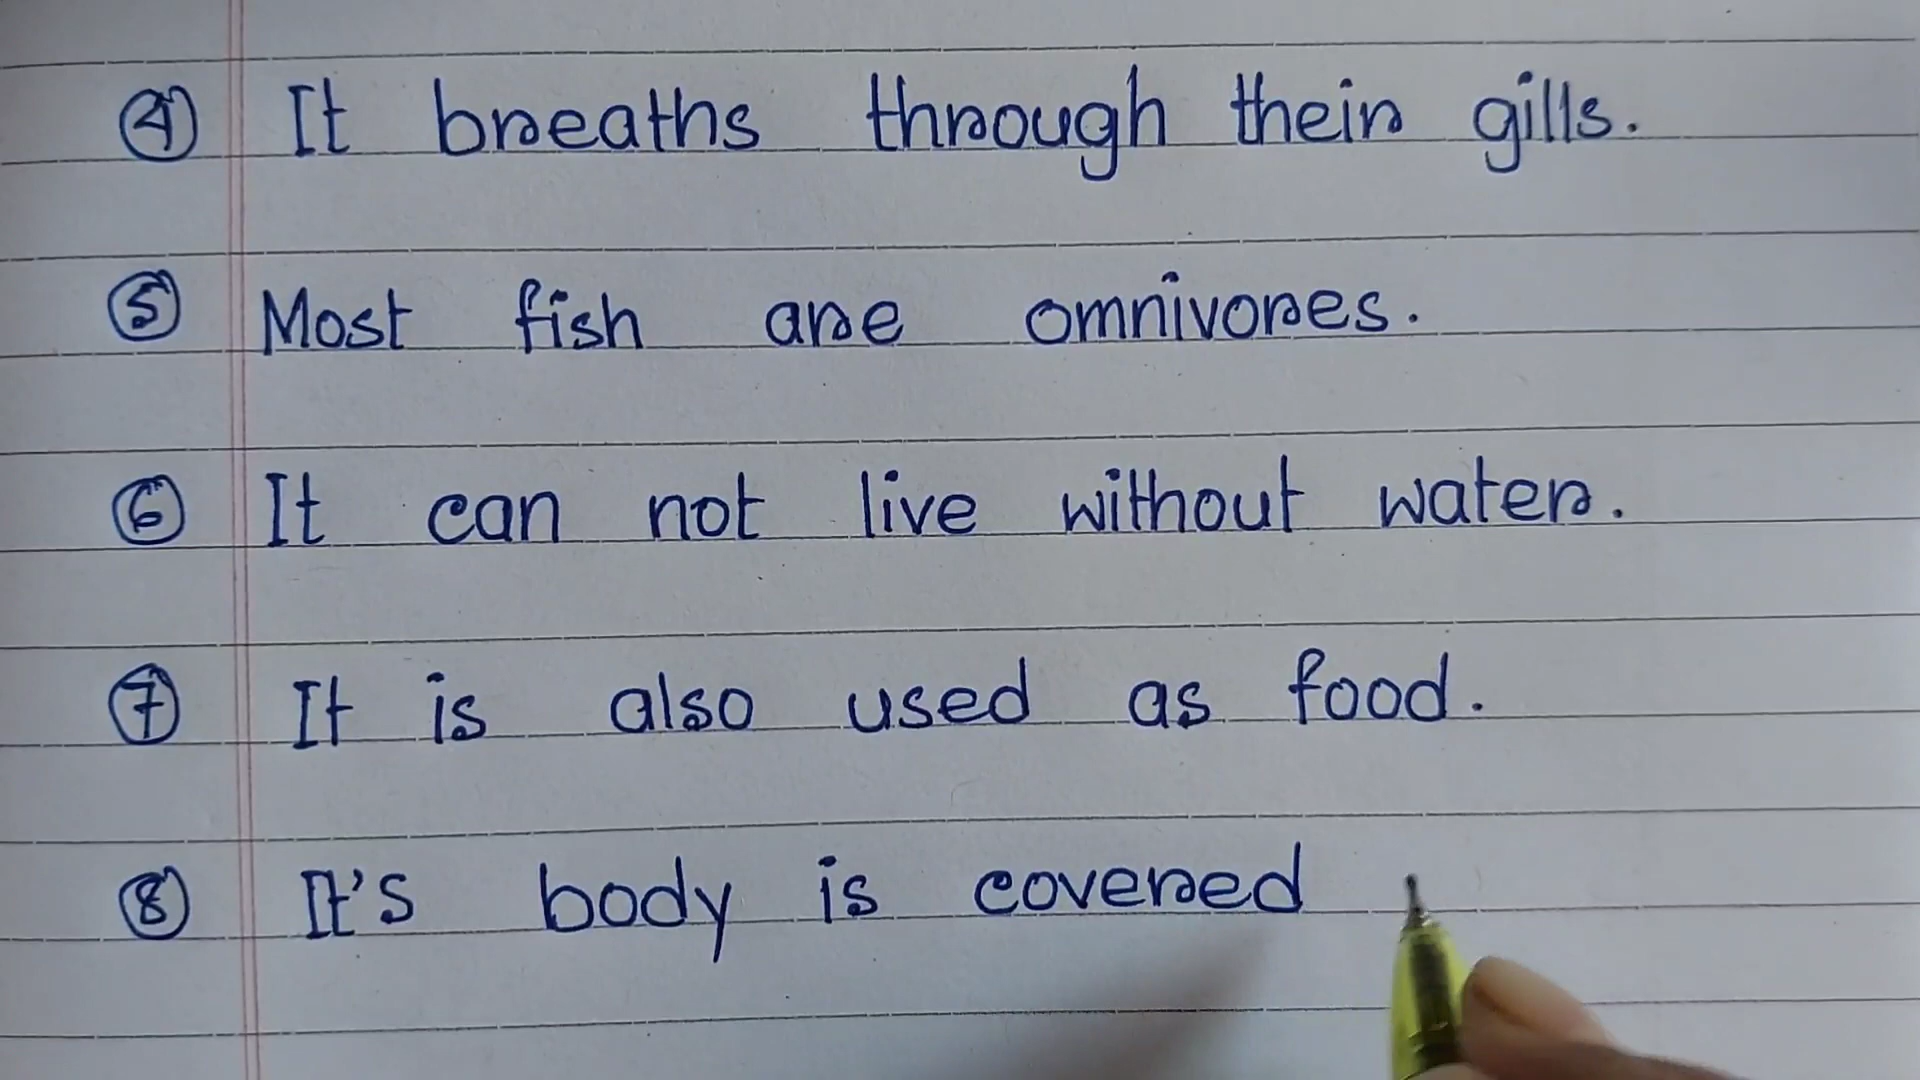 ④ It breaths through their gills.
⑤ Most fish are omnivores.
⑥ It can not live without water.
⑦ It is also used as food.
⑧ It's body is covered